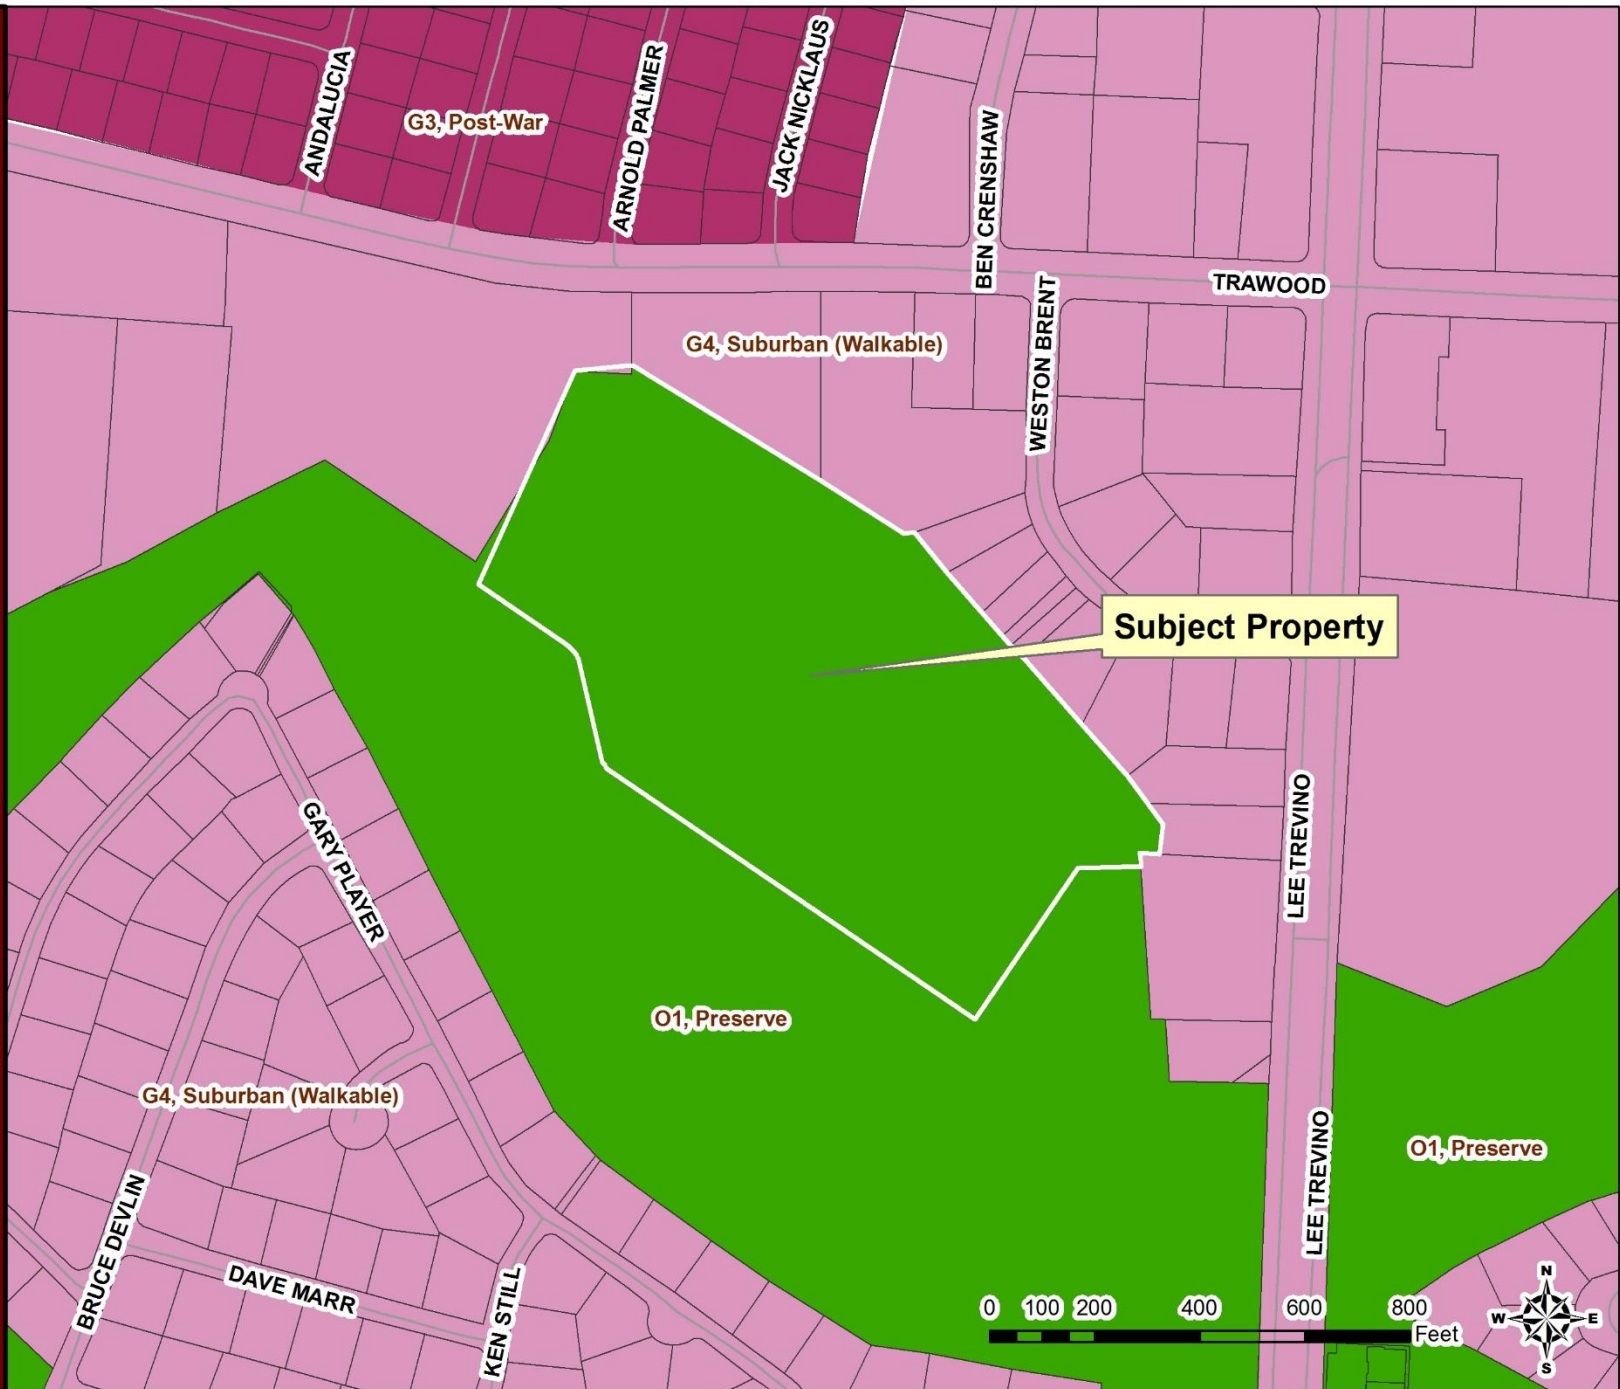 ANDALUCIA
G3, Post-War
ARNOLD PALMER
JACK NICKLAUS
BEN CRENSHAW
TRAWOOD
WESTON BRENT
G4, Suburban (Walkable)
Subject Property
GARY PLAYER
LEE TREVINO
O1, Preserve
G4, Suburban (Walkable)
O1, Preserve
LEE TREVINO
BRUCE DEVLIN
DAVE MARR
KEN STILL
0 100 200 400 600 800
Feet
N
W E
S